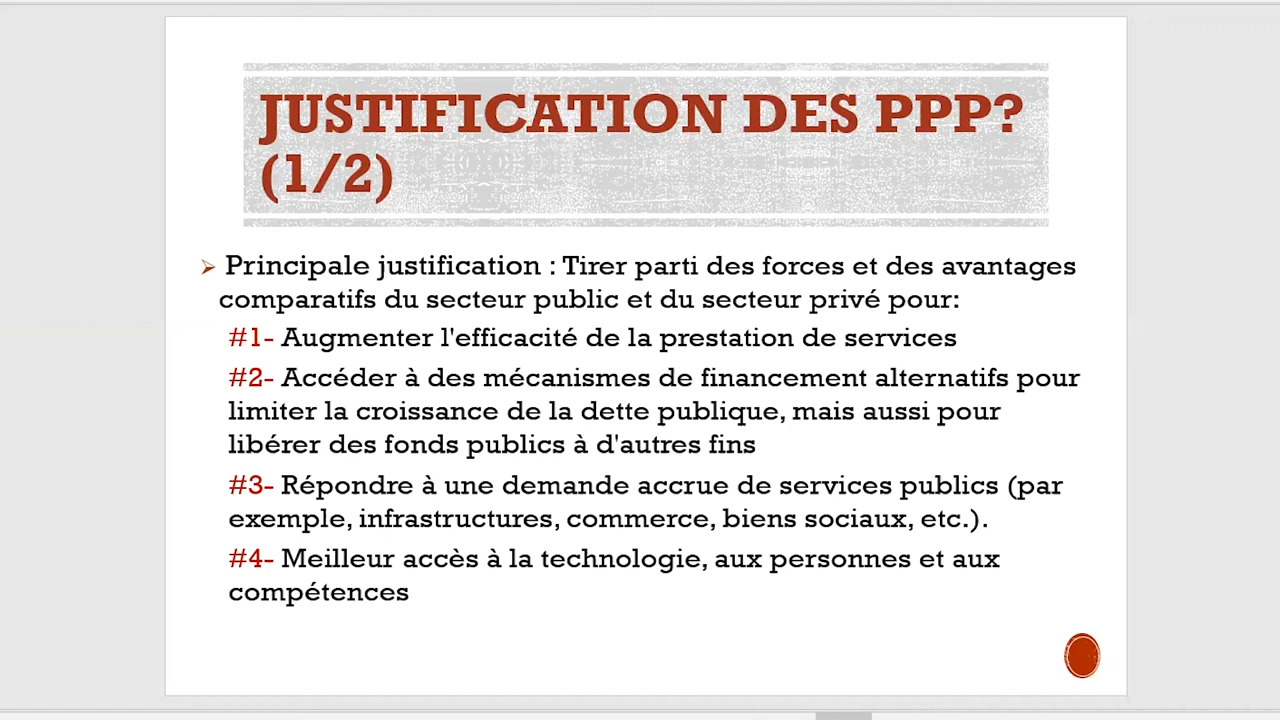 JUSTIFICATION DES PPP?
(1/2)
➢ Principale justification : Tirer parti des forces et des avantages
comparatifs du secteur public et du secteur privé pour:
#1- Augmenter l'efficacité de la prestation de services
#2- Accéder à des mécanismes de financement alternatifs pour
limiter la croissance de la dette publique, mais aussi pour
libérer des fonds publics à d'autres fins
#3- Répondre à une demande accrue de services publics (par
exemple, infrastructures, commerce, biens sociaux, etc.).
#4- Meilleur accès à la technologie, aux personnes et aux
compétences